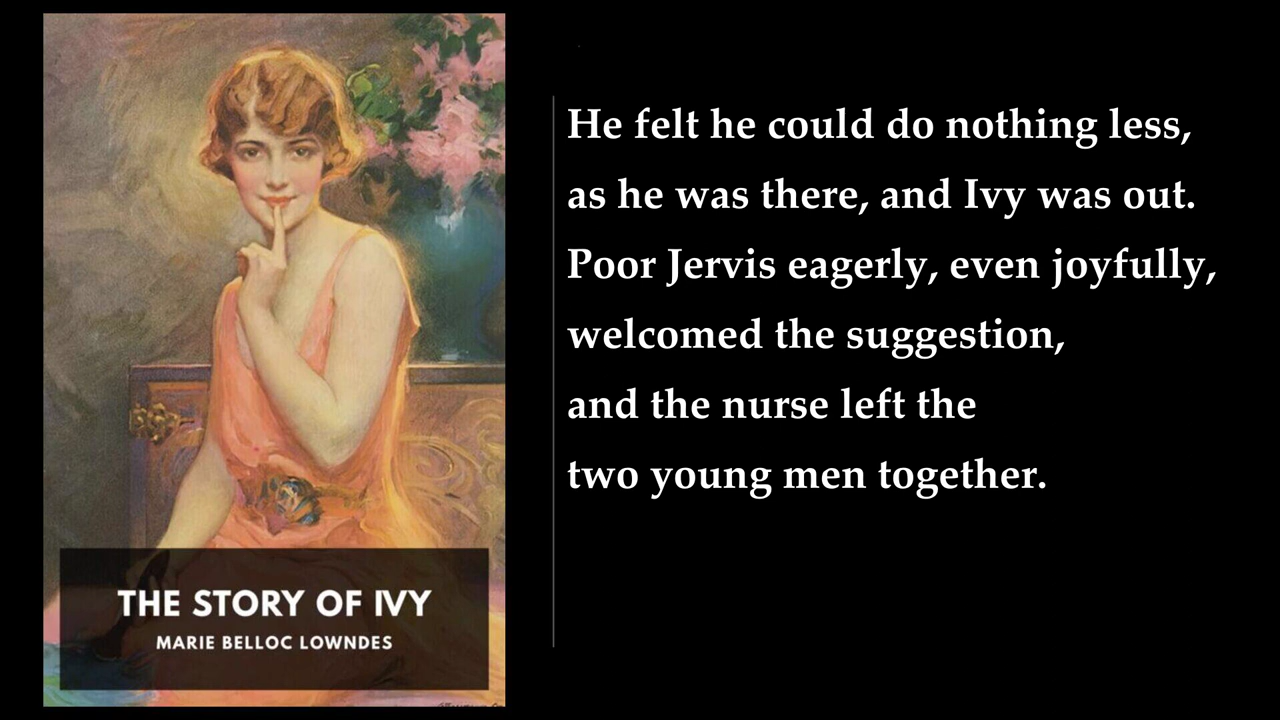 THE STORY OF IVY
MARIE BELLOC LOWNDES
He felt he could do nothing less,
as he was there, and Ivy was out.
Poor Jervis eagerly, even joyfully,
welcomed the suggestion,
and the nurse left the
two young men together.